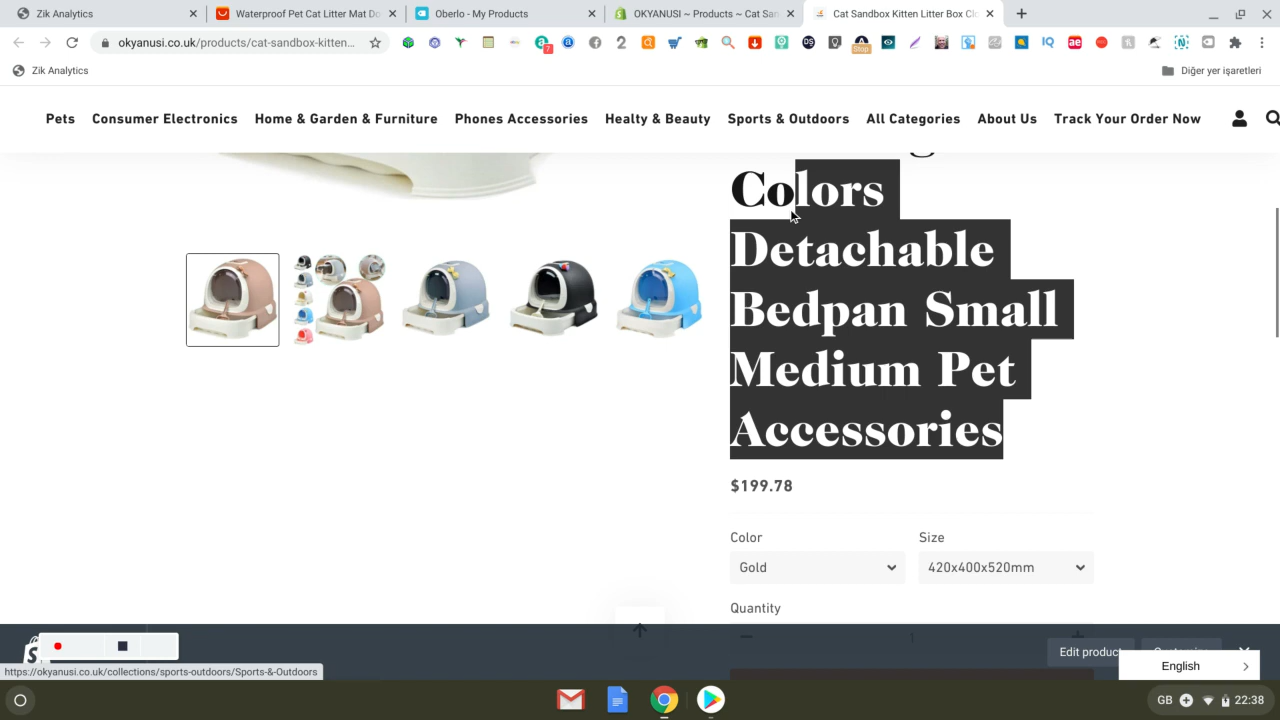 Zik Analytics
Waterproof Pet Cat Litter Mat Do
Oberlo - My Products
OKYANUSI ~ Products ~ Cat San
Cat Sandbox Kitten Litter Box Cl
okyanusi.co.uk/products/cat-sandbox-kitten...
Zik Analytics
Diğer yer işaretleri
Pets Consumer Electronics Home & Garden & Furniture Phones Accessories Healty & Beauty Sports & Outdoors All Categories About Us Track Your Order Now
Colors
Detachable
Bedpan Small
Medium Pet
Accessories
$199.78
Color Size
Gold 420x400x520mm
Quantity
1
Edit product
English
https://okyanusi.co.uk/collections/sports-outdoors/Sports-&-Outdoors
GB 22:38